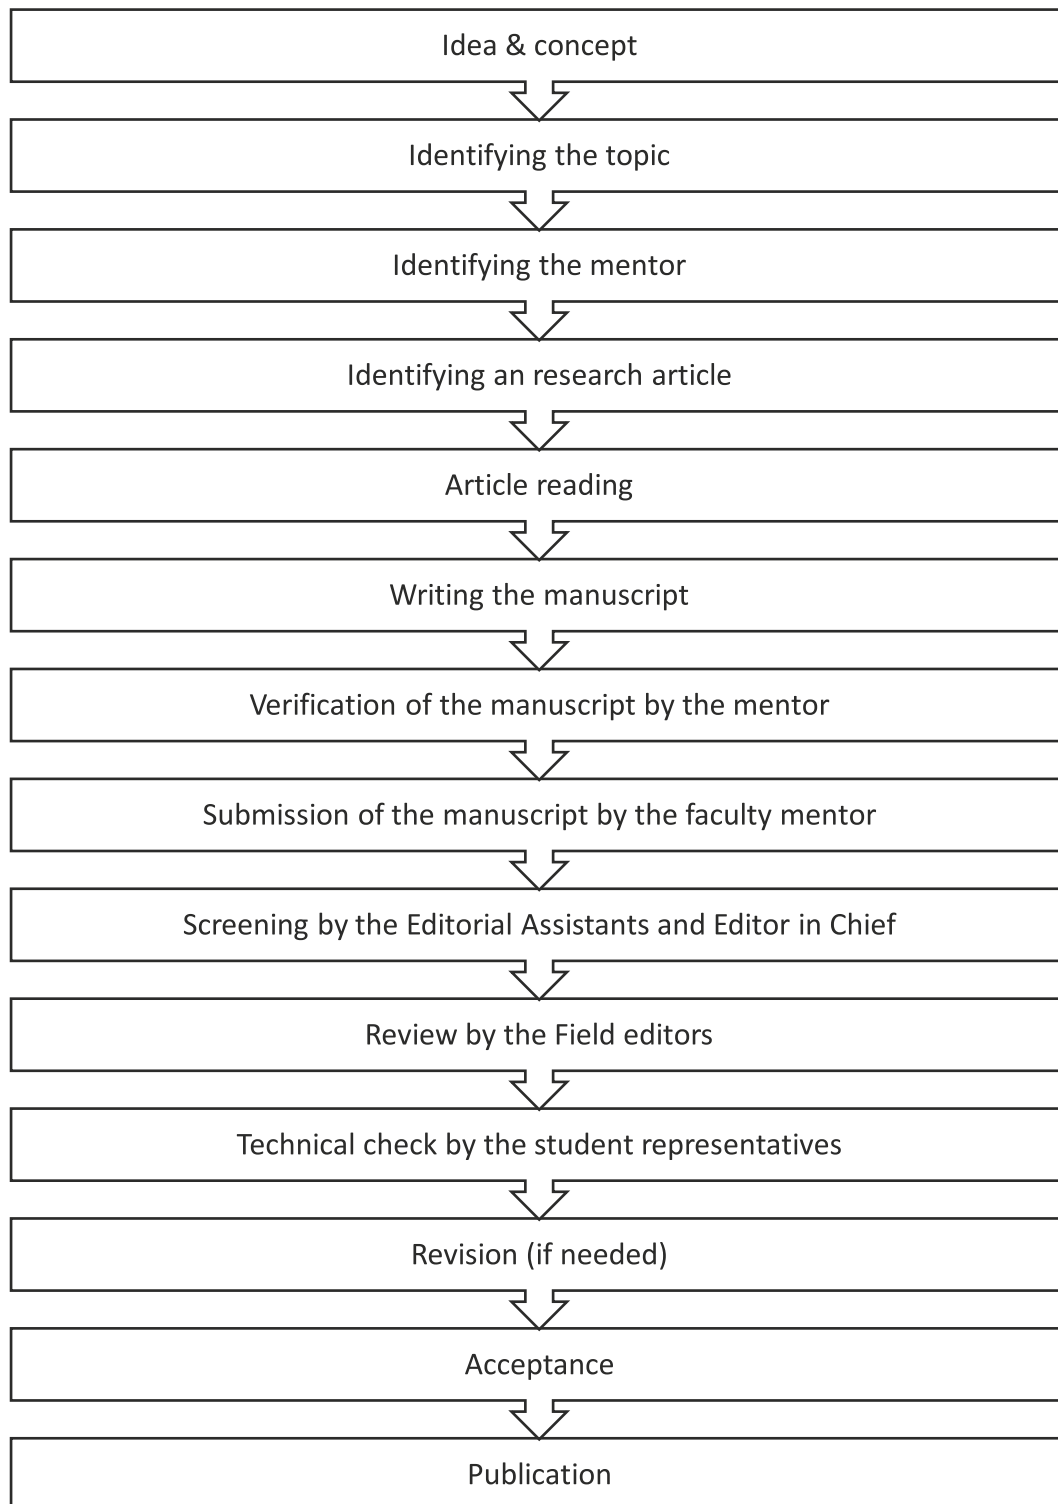 Idea & concept
Identifying the topic
Identifying the mentor
Identifying an research article
Article reading
Writing the manuscript
Verification of the manuscript by the mentor
Submission of the manuscript by the faculty mentor
Screening by the Editorial Assistants and Editor in Chief
Review by the Field editors
Technical check by the student representatives
Revision (if needed)
Acceptance
Publication